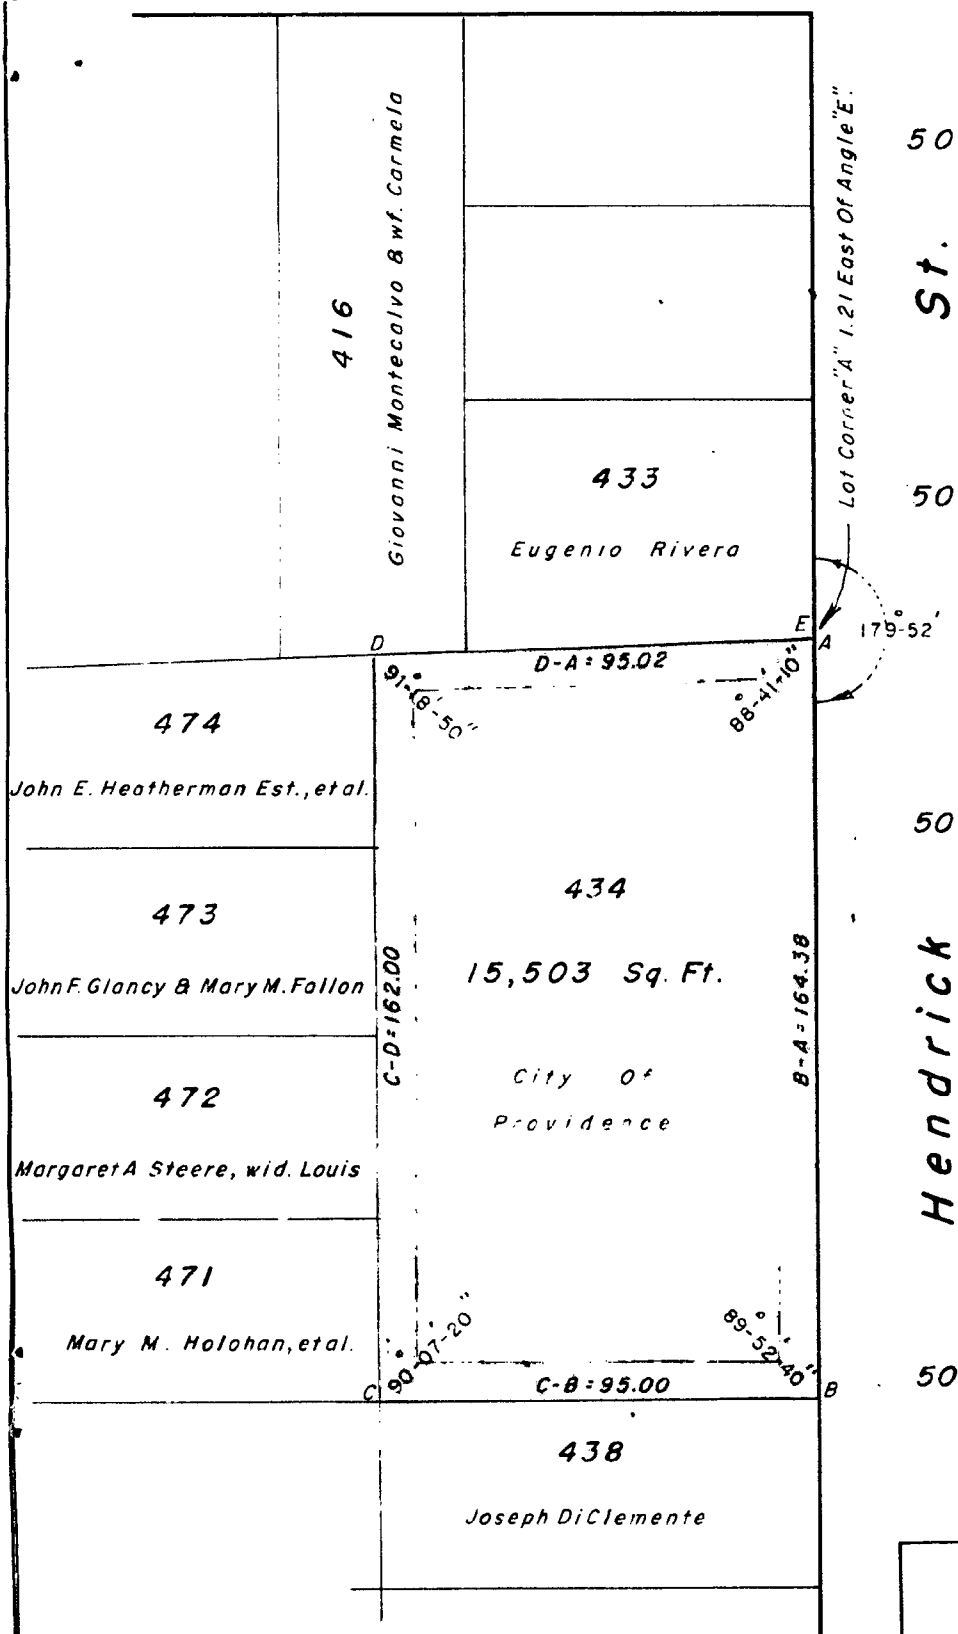 416
Giovanni Montecalvo & wf. Carmela
433
Eugenio Rivera
Lot Corner "A" 1.21 East Of Angle "E".
50
St.
50
E
A
179°-52'
D
D-A = 95.02
91°-18'-50"
88°-41'-10"
474
John E. Heatherman Est., et al.
50
434
473
15,503 Sq. Ft.
John F. Glancy & Mary M. Fallon
C-D = 162.00
B-A = 164.38
Hendrick
City Of
Providence
472
Margaret A Steere, wid. Louis
471
Mary M. Holohan, et al.
90°-07'-20"
89°-52'-40"
C
C-B = 95.00
B
50
438
Joseph DiClemente